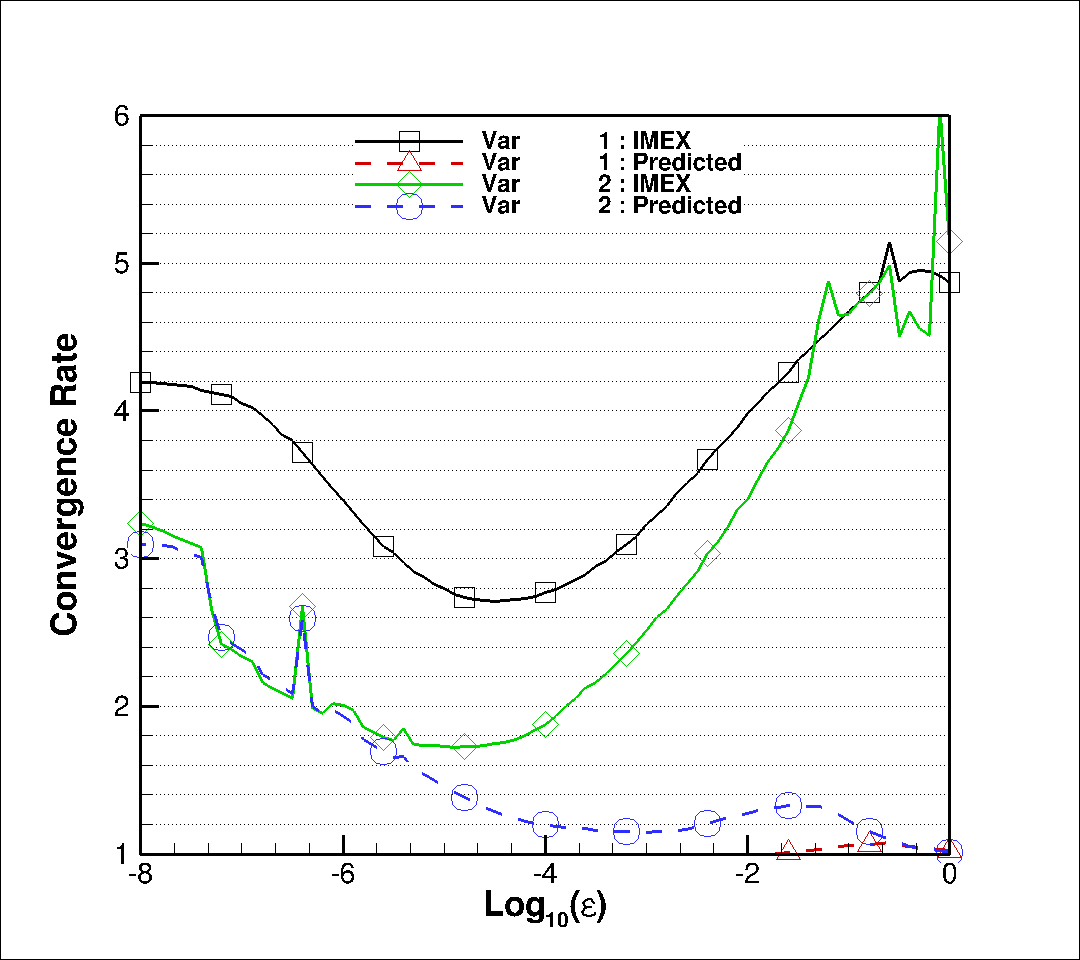 Var 1 : IMEX
Var 1 : Predicted
Var 2 : IMEX
Var 2 : Predicted
Convergence Rate
6
5
4
3
2
1
-8 -6 -4 -2 0
Log10(ε)